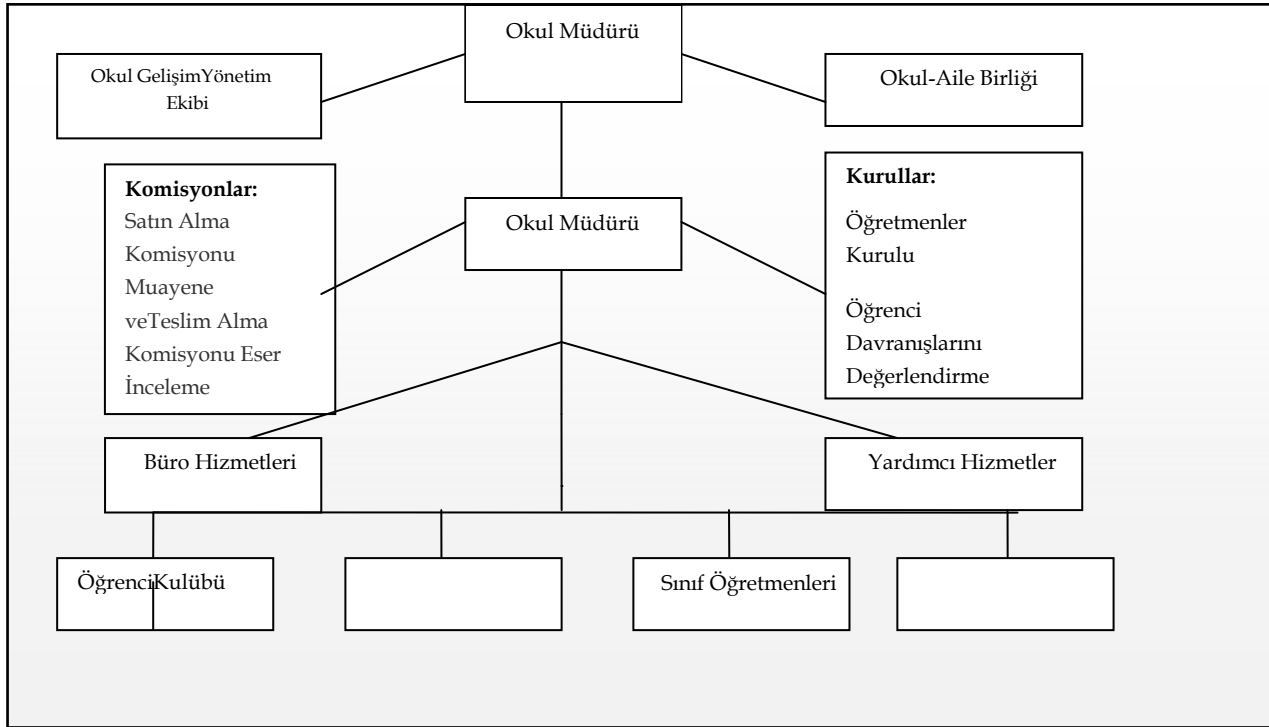 Okul Müdürü
Okul GelişimYönetim
Ekibi
Okul-Aile Birliği
Komisyonlar:
Satın Alma
Komisyonu
Muayene
veTeslim Alma
Komisyonu Eser
İnceleme
Okul Müdürü
Kurullar:
Öğretmenler
Kurulu
Öğrenci
Davranışlarını
Değerlendirme
Büro Hizmetleri
Yardımcı Hizmetler
ÖğrenciKulübü
Sınıf Öğretmenleri